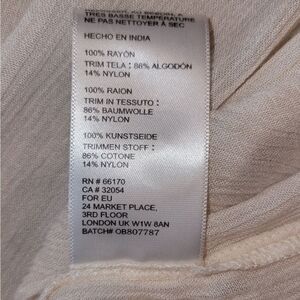 TRES BASSE TEMPERATURE
NE PAS NETTOYER À SEC
HECHO EN INDIA
100% RAYÓN
TRIM TELA : 86% ALGODÓN
14% NYLON
100% RAION
TRIM IN TESSUTO :
86% BAUMWOLLE
14% NYLON
100% KUNSTSEIDE
TRIMMEN STOFF :
86% COTONE
14% NYLON
RN # 66170
CA # 32054
FOR EU
24 MARKET PLACE,
3RD FLOOR
LONDON UK W1W 8AN
BATCH# OB807787